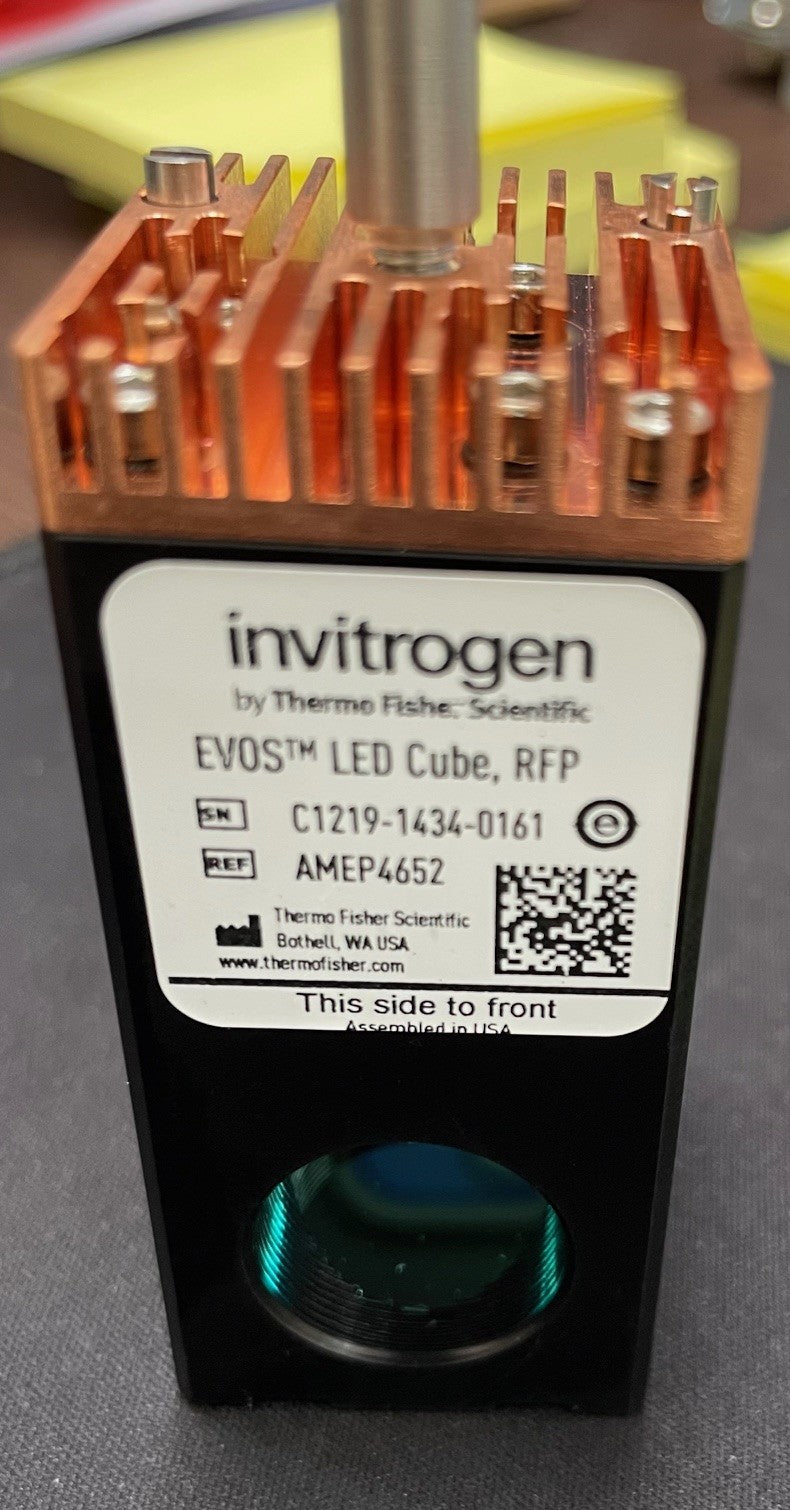 invitrogen
by Thermo Fisher Scientific
EVOS™ LED Cube, RFP
SN C1219-1434-0161 e
REF AMEP4652
Thermo Fisher Scientific
Bothell, WA USA
www.thermofisher.com
This side to front
Assembled in USA